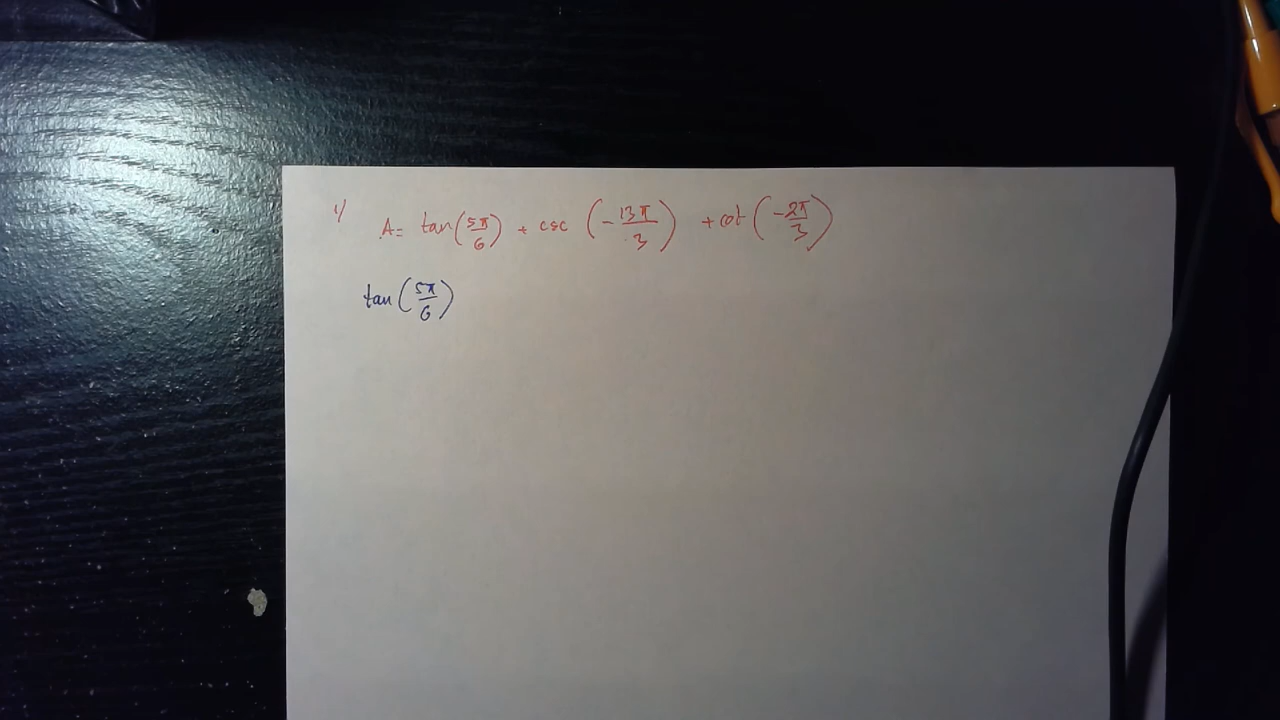 1/ A = tan(5π/6) + csc(-13π/3) + cot(-2π/3)
tan(5π/6)